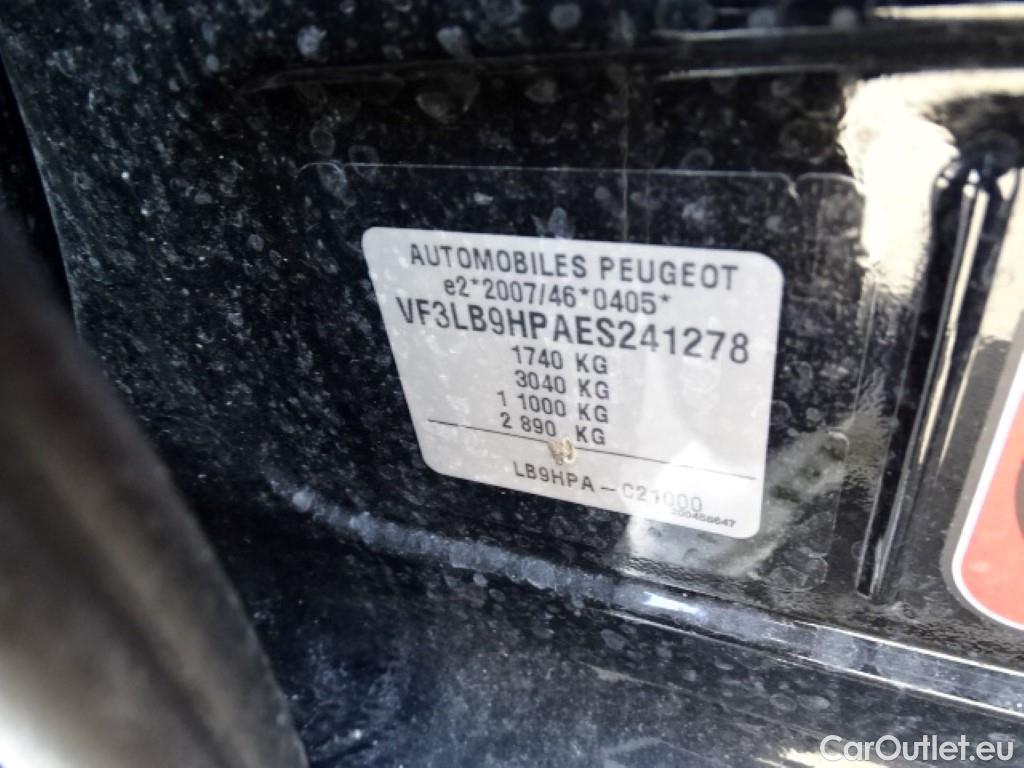 AUTOMOBILES PEUGEOT
e2*2007/46*0405*
VF3LB9HPAES241278
1740 KG
3040 KG
1 1000 KG
2 890 KG
LB9HPA - C21000
CarOutlet.eu